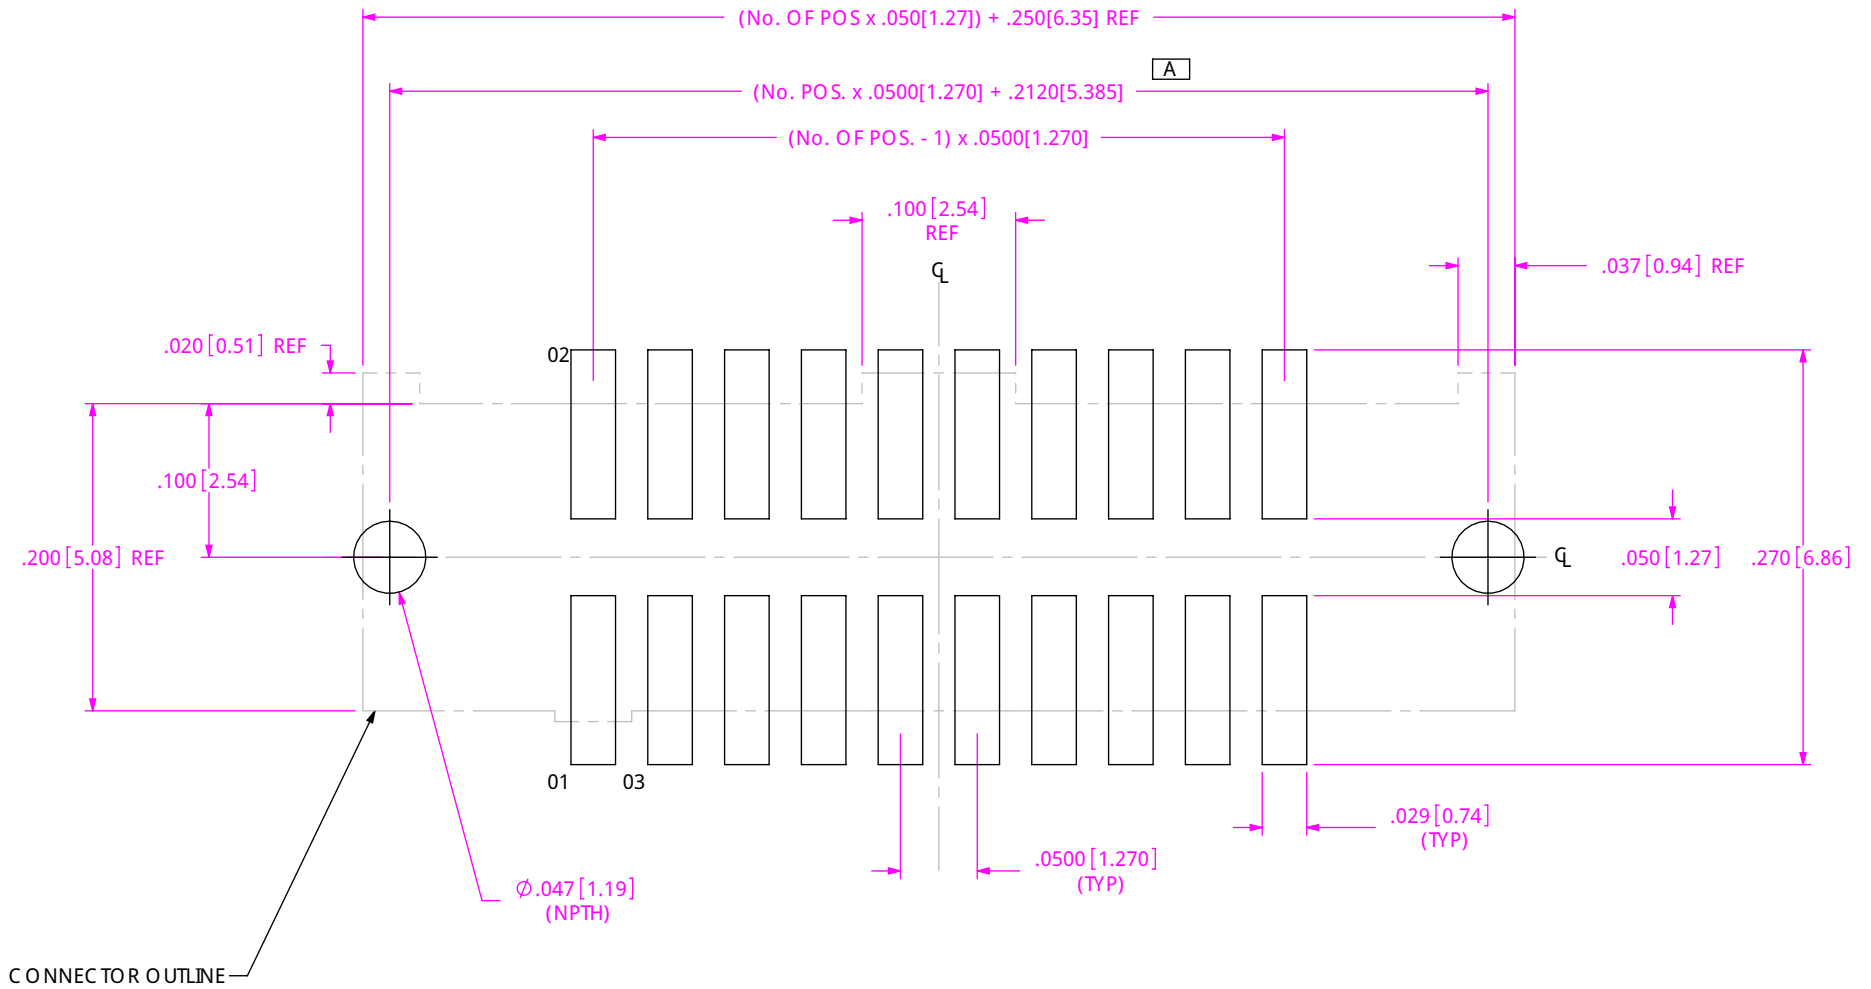 (No. OF POS x .050[1.27]) + .250[6.35] REF
A
(No. POS. x .0500[1.270] + .2120[5.385]
(No. OF POS. - 1) x .0500[1.270]
.100[2.54]
REF
.037[0.94] REF
CL
.020[0.51] REF
02
.100[2.54]
.200[5.08] REF
CL
.050[1.27]
.270[6.86]
01
03
.029[0.74]
(TYP)
.0500[1.270]
(TYP)
∅.047[1.19]
(NPTH)
CONNECTOR OUTLINE